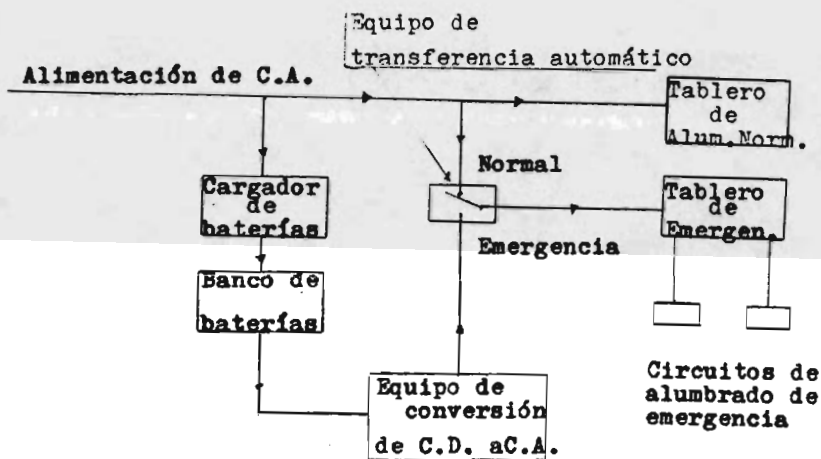 Equipo de
transferencia automático
Alimentación de C.A.
Tablero
de
Alum.Norm.
Normal
Cargador
de
baterías
Tablero
de
Emergen.
Emergencia
Banco de
baterías
Circuitos de
alumbrado de
emergencia
Equipo de
conversión
de C.D. aC.A.